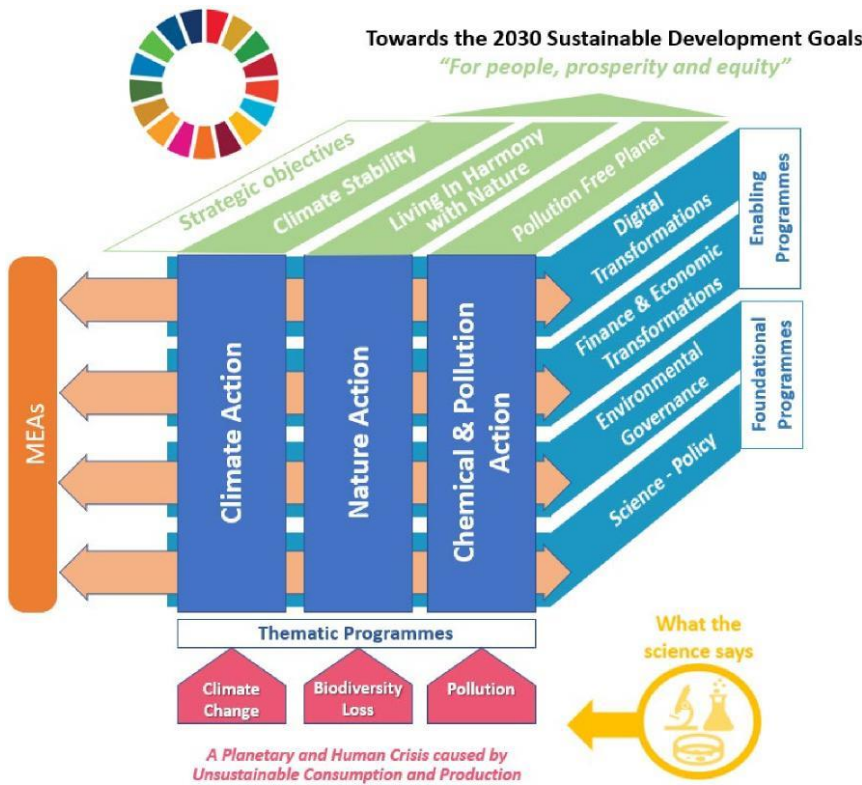 Towards the 2030 Sustainable Development Goals
“For people, prosperity and equity”
Strategic objectives
Climate Stability
Living In Harmony
with Nature
Pollution Free Planet
Digital
Transformations
Finance & Economic
Transformations
Environmental
Governance
Science - Policy
Enabling
Programmes
Foundational
Programmes
MEAs
Climate Action
Nature Action
Chemical & Pollution
Action
Thematic Programmes
Climate
Change
Biodiversity
Loss
Pollution
What the
science says
A Planetary and Human Crisis caused by
Unsustainable Consumption and Production